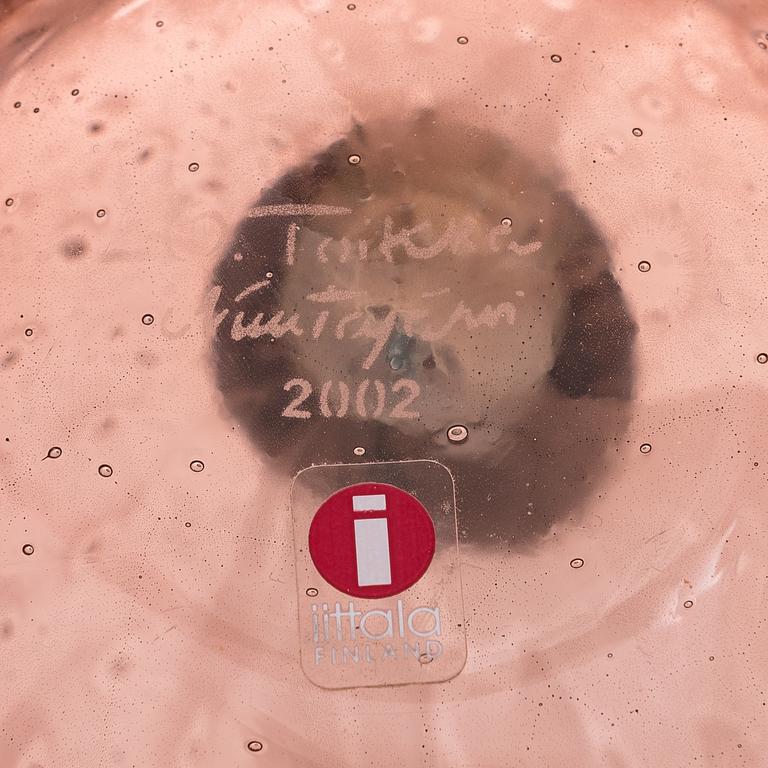 O. Toikka
Nuutajärvi
2002
i
iittala
FINLAND